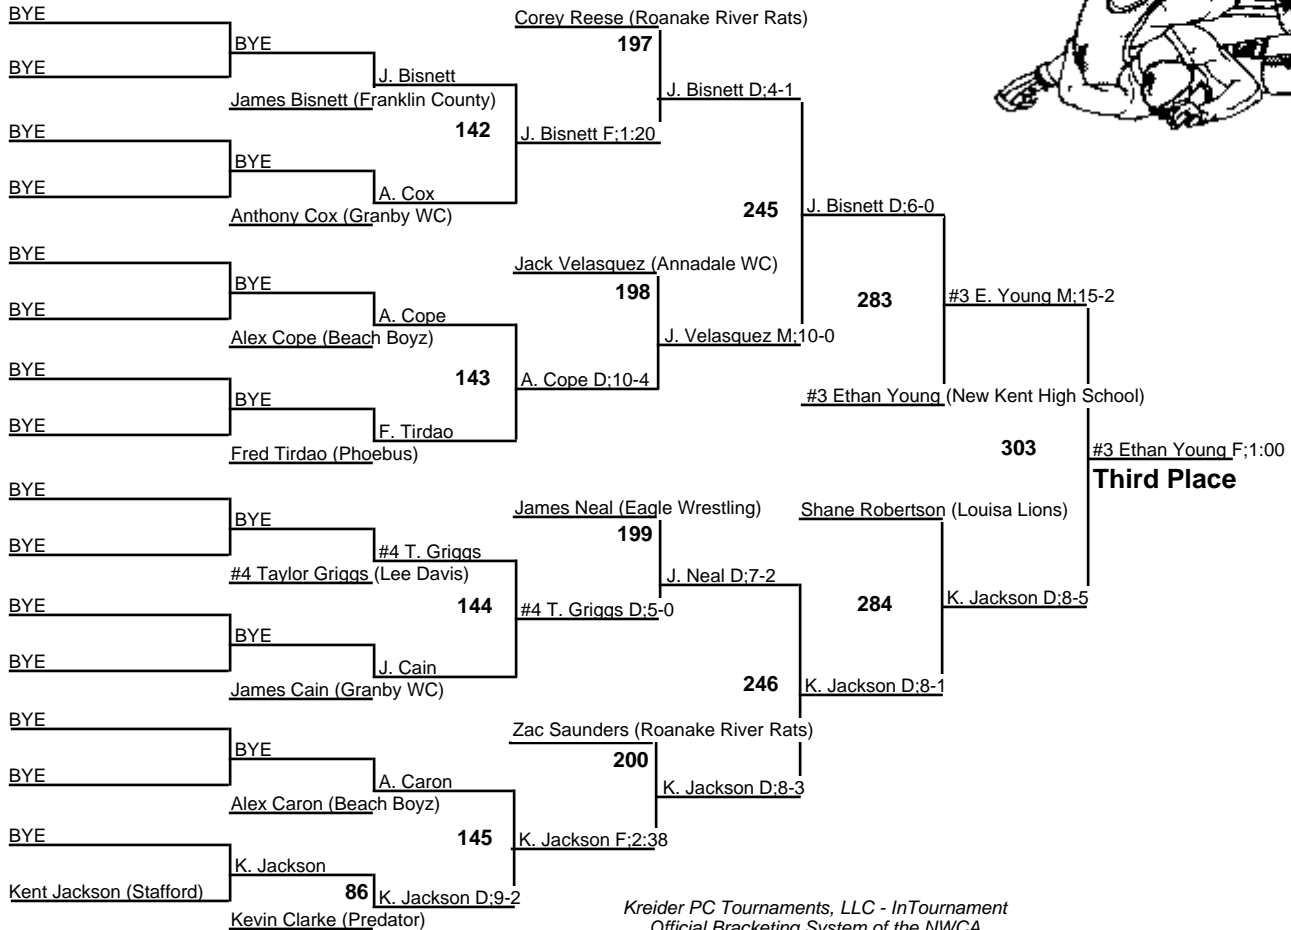 BYE
Corey Reese (Roanake River Rats)
197
BYE
BYE
J. Bisnett
J. Bisnett D;4-1
James Bisnett (Franklin County)
142
J. Bisnett F;1:20
BYE
BYE
BYE
A. Cox
Anthony Cox (Granby WC)
245
J. Bisnett D;6-0
BYE
Jack Velasquez (Annadale WC)
198
283
#3 E. Young M;15-2
BYE
BYE
A. Cope
Alex Cope (Beach Boyz)
J. Velasquez M;10-0
143
A. Cope D;10-4
BYE
BYE
#3 Ethan Young (New Kent High School)
BYE
F. Tirdao
Fred Tirdao (Phoebus)
303
#3 Ethan Young F;1:00
Third Place
BYE
James Neal (Eagle Wrestling)
Shane Robertson (Louisa Lions)
199
BYE
BYE
#4 T. Griggs
#4 Taylor Griggs (Lee Davis)
J. Neal D;7-2
144
#4 T. Griggs D;5-0
284
K. Jackson D;8-5
BYE
BYE
BYE
J. Cain
James Cain (Granby WC)
246
K. Jackson D;8-1
BYE
Zac Saunders (Roanake River Rats)
200
BYE
BYE
A. Caron
Alex Caron (Beach Boyz)
K. Jackson D;8-3
145
K. Jackson F;2:38
BYE
K. Jackson
Kent Jackson (Stafford)
86
K. Jackson D;9-2
Kevin Clarke (Predator)
Kreider PC Tournaments, LLC - InTournament
Official Bracketing System of the NWCA